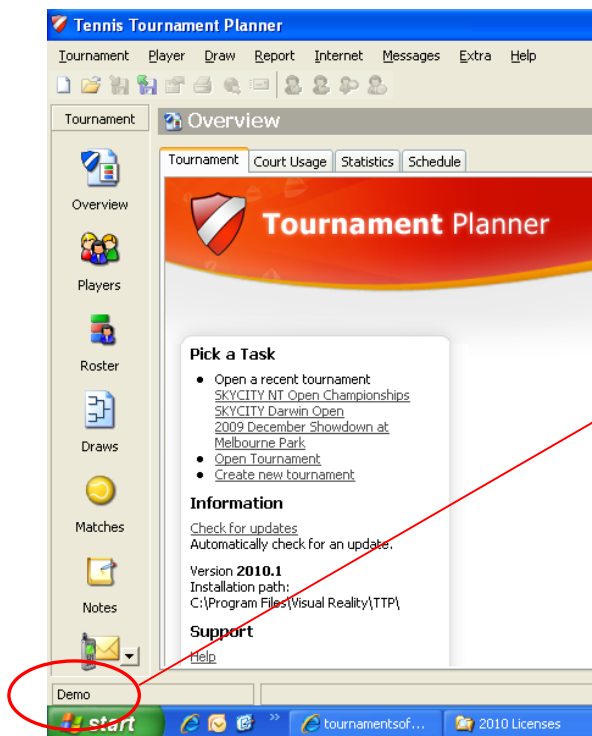 Tennis Tournament Planner
Tournament Player Draw Report Internet Messages Extra Help
Tournament
Overview
Tournament Court Usage Statistics Schedule
Overview
Players
Roster
Draws
Matches
Notes
Tournament Planner
Pick a Task
Open a recent tournament
SKYCITY NT Open Championships
SKYCITY Darwin Open
2009 December Showdown at
Melbourne Park
Open Tournament
Create new tournament
Information
Check for updates
Automatically check for an update.
Version 2010.1
Installation path:
C:\Program Files\Visual Reality\TTP\
Support
Help
Demo
start
»
tournamentsof...
2010 Licenses